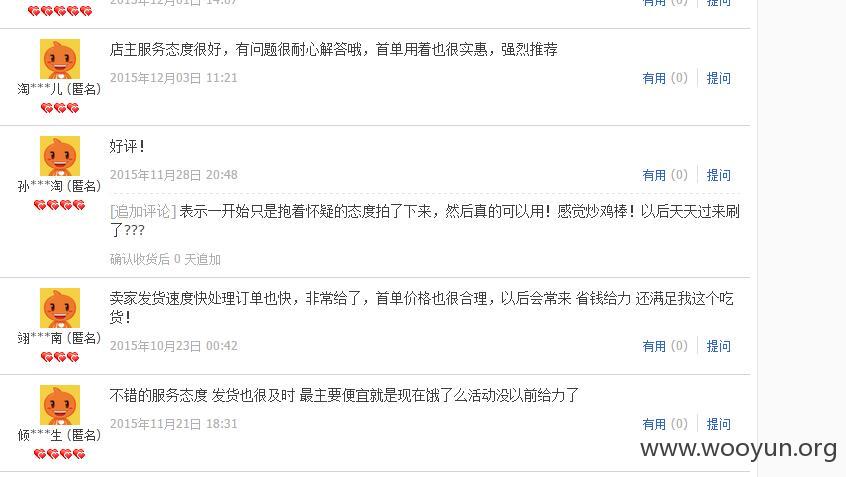 2015年12月01日 14:07
有用 (0)
提问
店主服务态度很好，有问题很耐心解答哦，首单用着也很实惠，强烈推荐
淘***儿 (匿名)
2015年12月03日 11:21
有用 (0)
提问
好评！
孙***淘 (匿名)
2015年11月28日 20:48
有用 (0)
提问
[追加评论] 表示一开始只是抱着怀疑的态度拍了下来，然后真的可以用！感觉炒鸡棒！以后天天过来刷
了???
确认收货后 0 天追加
卖家发货速度快处理订单也快，非常给了，首单价格也很合理，以后会常来 省钱给力 还满足我这个吃
货！
翊***南 (匿名)
2015年10月23日 00:42
有用 (0)
提问
不错的服务态度 发货也很及时 最主要便宜就是现在饿了么活动没以前给力了
倾***生 (匿名)
2015年11月21日 18:31
有用 (0)
提问
www.wooyun.org